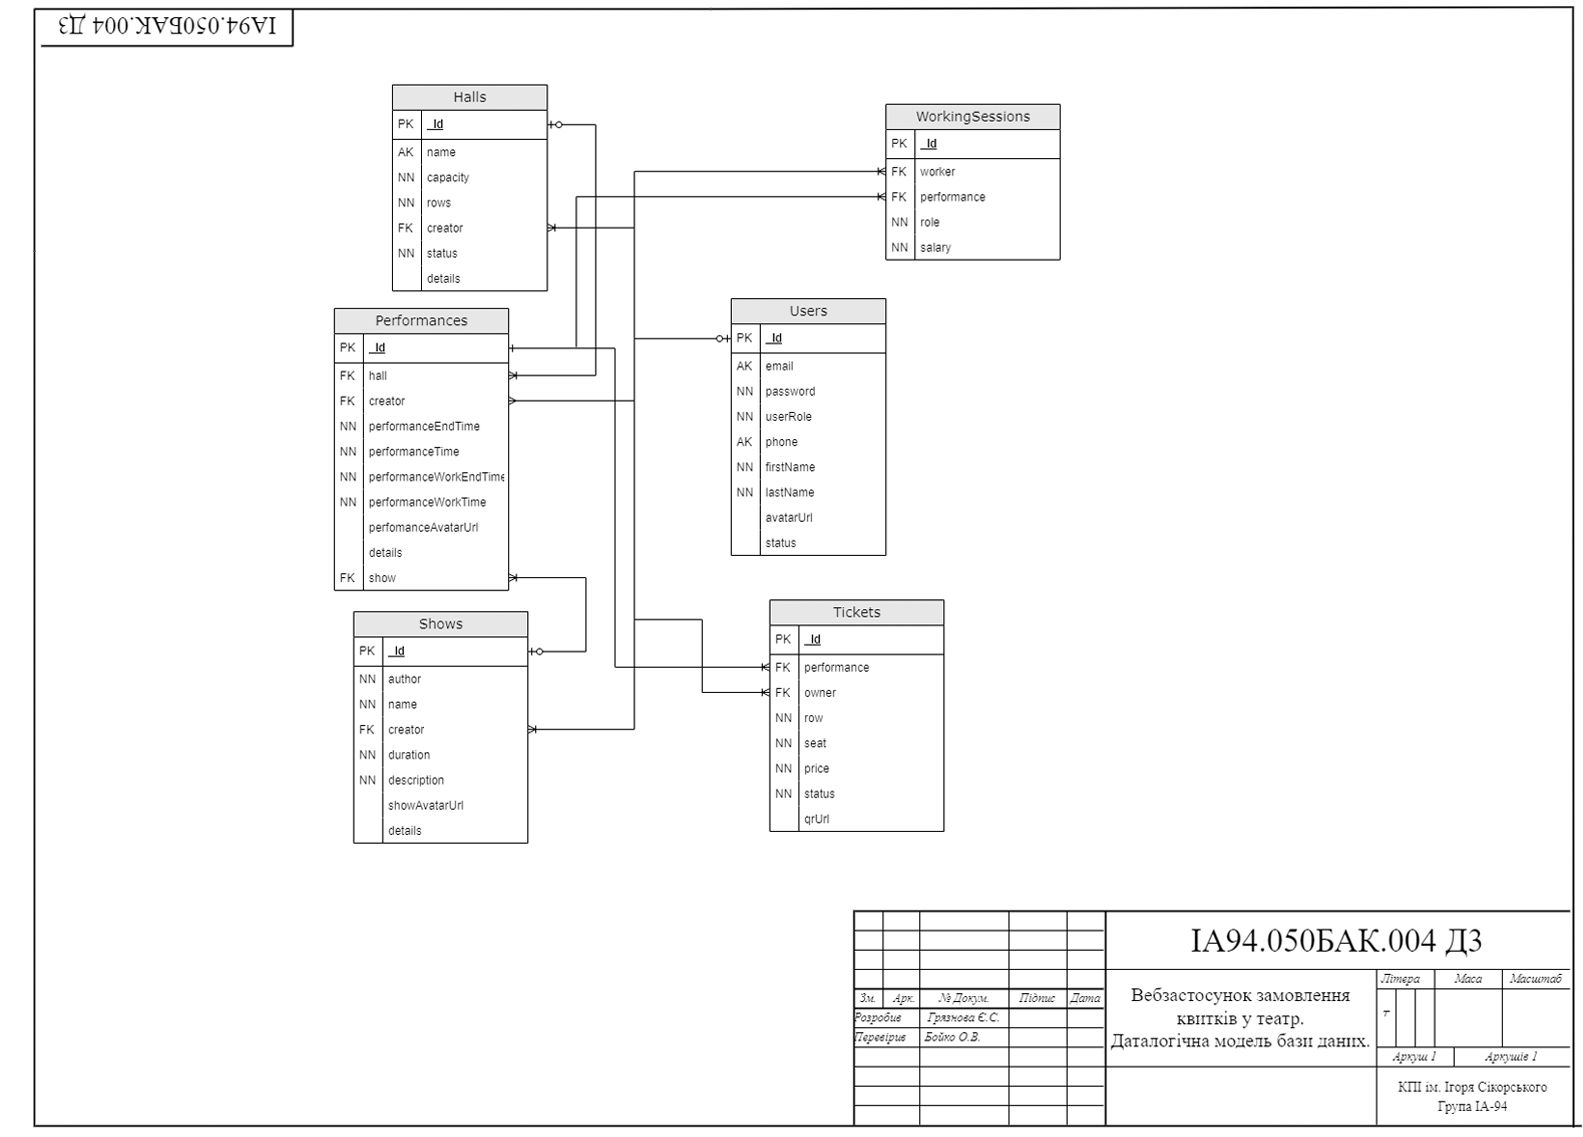 ІА94.050БАК.004 Д3
Halls
PK _Id
AK name
NN capacity
NN rows
FK creator
NN status
details
WorkingSessions
PK _Id
FK worker
FK performance
NN role
NN salary
Performances
PK _Id
FK hall
FK creator
NN performanceEndTime
NN performanceTime
NN performanceWorkEndTime
NN performanceWorkTime
perfomanceAvatarUrl
details
FK show
Users
PK _Id
AK email
NN password
NN userRole
AK phone
NN firstName
NN lastName
avatarUrl
status
Shows
PK _Id
NN author
NN name
FK creator
NN duration
NN description
showAvatarUrl
details
Tickets
PK _Id
FK performance
FK owner
NN row
NN seat
NN price
NN status
qrUrl
ІА94.050БАК.004 Д3
Зм. Арк. № Докум. Підпис Дата
Розробив Грязнова Є.С.
Перевірив Бойко О.В.
Вебзастосунок замовлення
квитків у театр.
Даталогічна модель бази даних.
Літера Маса Масштаб
т
Аркуш 1 Аркушів 1
КПІ ім. Ігоря Сікорського
Група ІА-94